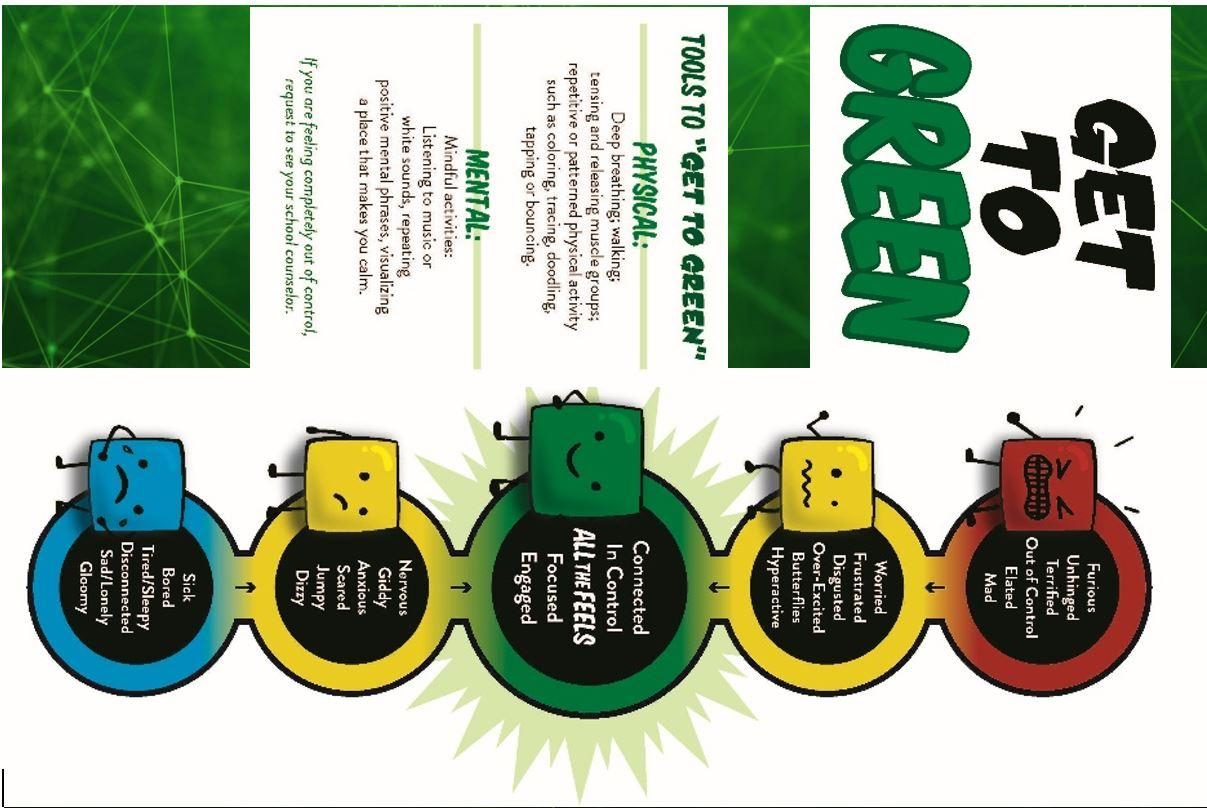 GET
TO
GREEN
TOOLS TO "GET TO GREEN"
PHYSICAL:
Deep breathing; walking;
tensing and releasing muscle groups;
repetitive or patterned physical activity
such as coloring, tracing, doodling,
tapping or bouncing.
MENTAL:
Mindful activities:
Listening to music or
white sounds, repeating
positive mental phrases, visualizing
a place that makes you calm.
If you are feeling completely out of control,
request to see your school counselor.
Furious
Unhinged
Terrified
Out of Control
Elated
Mad
Worried
Frustrated
Disgusted
Over-Excited
Butterflies
Hyperactive
Connected
In Control
ALL THE FEELS
Focused
Engaged
Nervous
Giddy
Anxious
Scared
Jumpy
Dizzy
Sick
Bored
Tired/Sleepy
Disconnected
Sad/Lonely
Gloomy